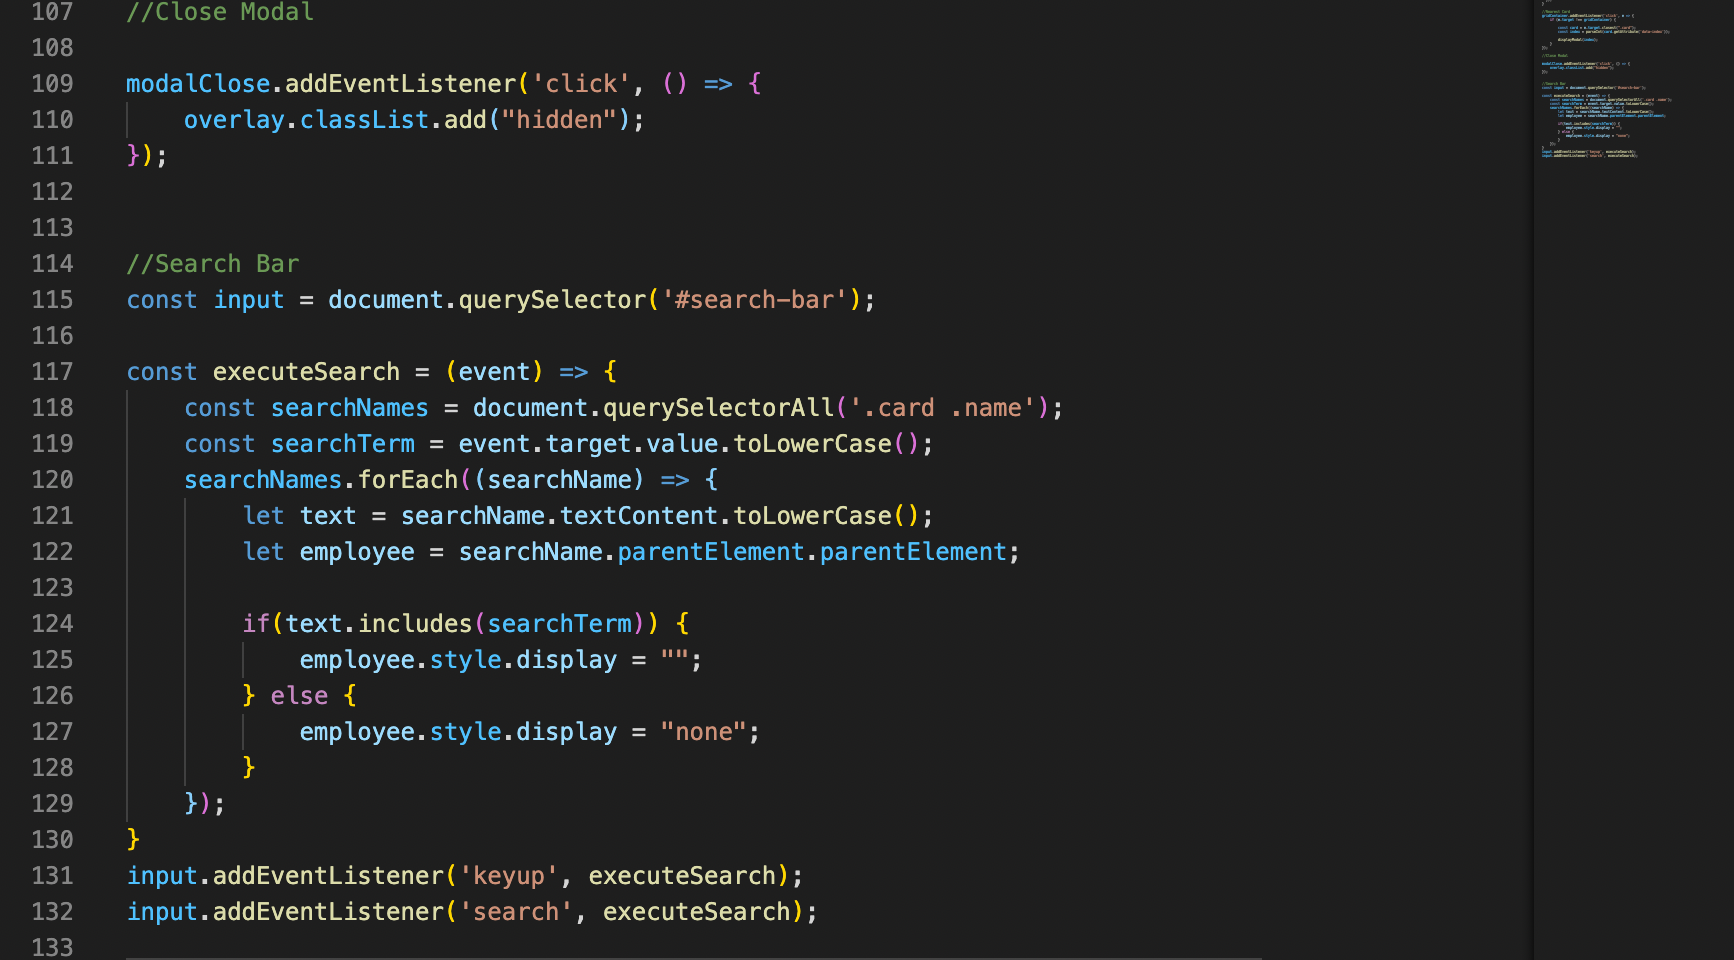 107 //Close Modal
108
109 modalClose.addEventListener('click', () => {
110     overlay.classList.add("hidden");
111 });
112
113
114 //Search Bar
115 const input = document.querySelector('#search-bar');
116
117 const executeSearch = (event) => {
118     const searchNames = document.querySelectorAll('.card .name');
119     const searchTerm = event.target.value.toLowerCase();
120     searchNames.forEach((searchName) => {
121         let text = searchName.textContent.toLowerCase();
122         let employee = searchName.parentElement.parentElement;
123
124         if(text.includes(searchTerm)) {
125             employee.style.display = "";
126         } else {
127             employee.style.display = "none";
128         }
129     });
130 }
131 input.addEventListener('keyup', executeSearch);
132 input.addEventListener('search', executeSearch);
133